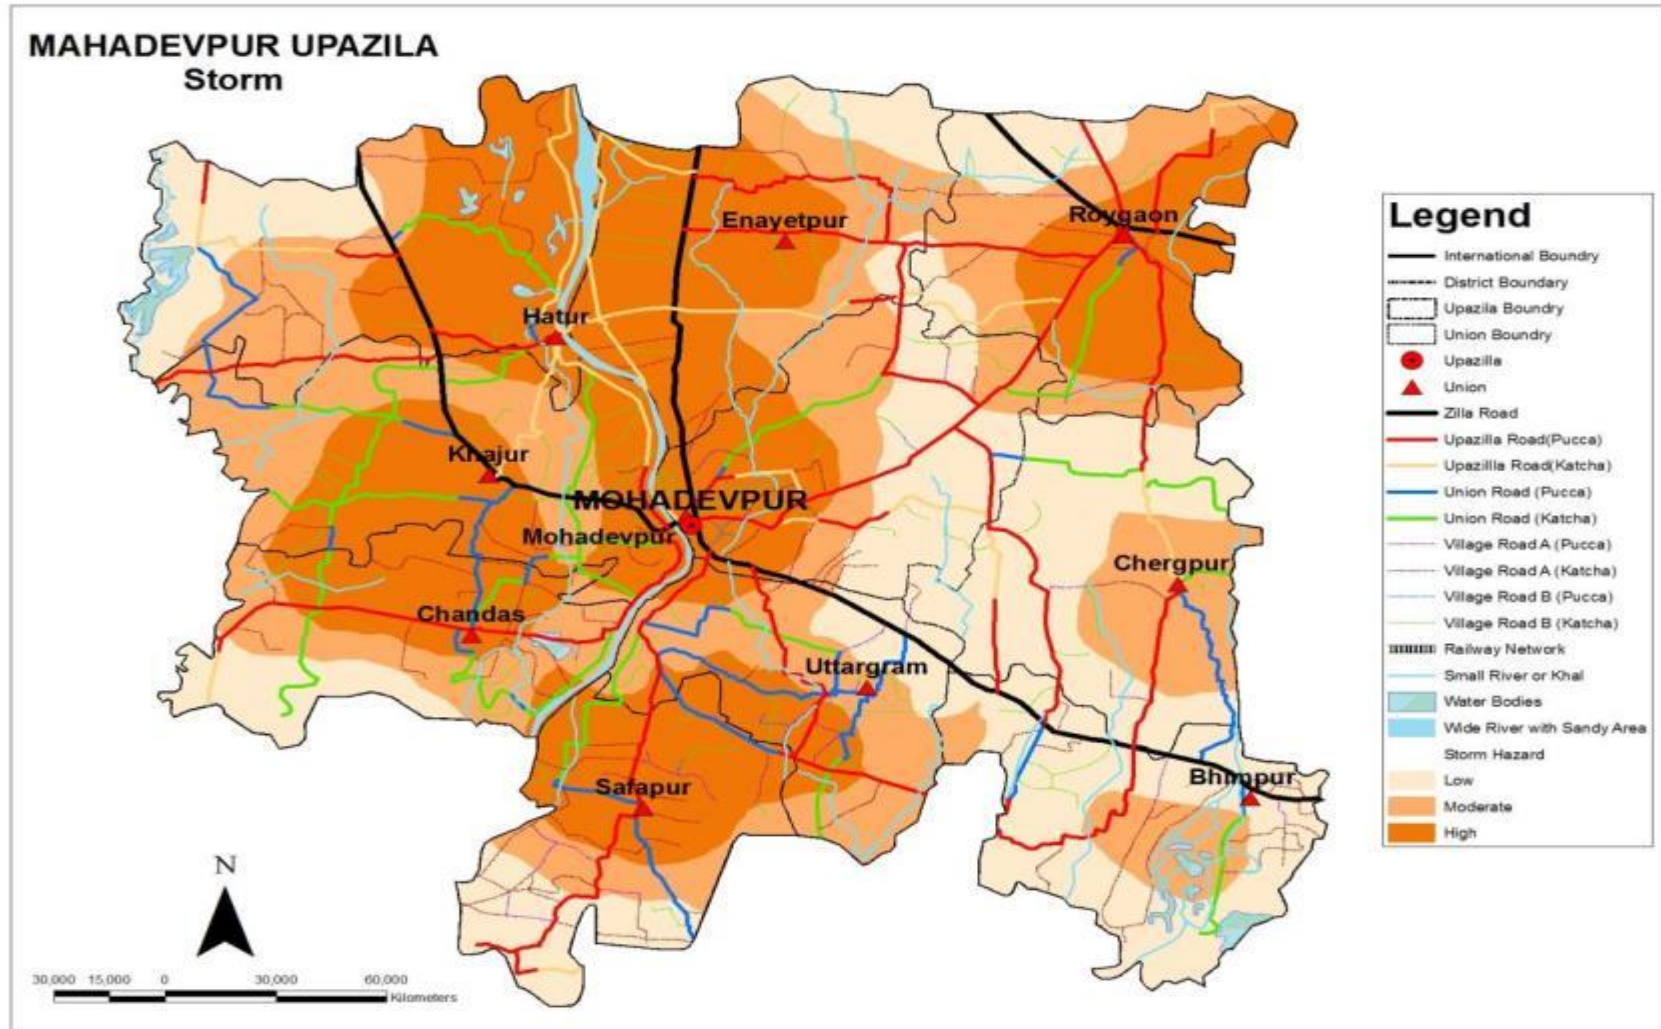 MAHADEVPUR UPAZILA
Storm
Enayetpur
Roygaon
Hatur
Khajur
MOHADEVPUR
Mohadevpur
Chergpur
Chandas
Uttargram
Safapur
Bhimpur
N
30,000 15,000 0 30,000 60,000
Kilometers
Legend
International Boundry
District Boundary
Upazila Boundry
Union Boundry
Upazilla
Union
Zilla Road
Upazilla Road(Pucca)
Upazillla Road(Katcha)
Union Road (Pucca)
Union Road (Katcha)
Village Road A (Pucca)
Village Road A (Katcha)
Village Road B (Pucca)
Village Road B (Katcha)
Railway Network
Small River or Khal
Water Bodies
Wide River with Sandy Area
Storm Hazard
Low
Moderate
High